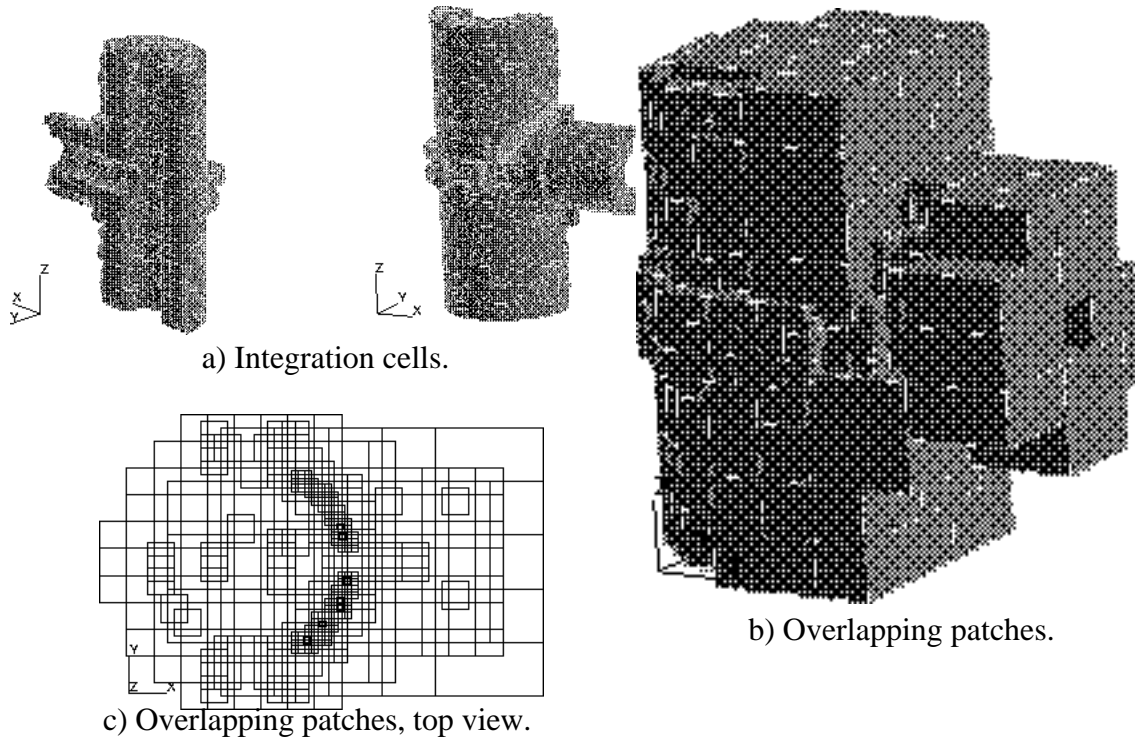 Z
X
Y
Z
Y
X
a) Integration cells.
b) Overlapping patches.
Y
Z
X
c) Overlapping patches, top view.